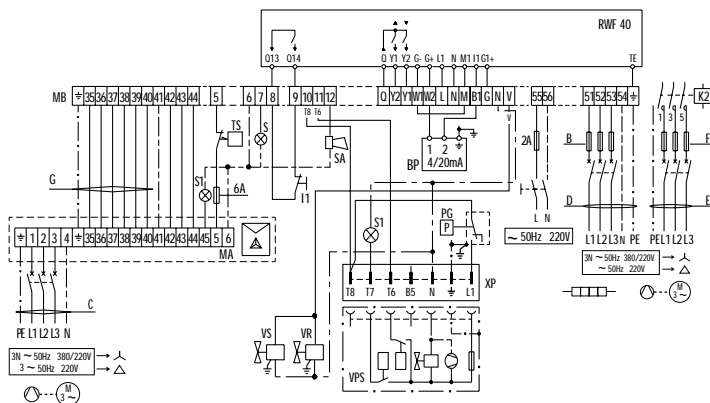 RWF 40
Q13 Q14 Q Y1 Y2 G- G+ L1 N M1 I1 G1+ TE
MB 35 36 37 38 39 40 41 42 43 44 5 6 7 8 9 10 11 12 Q Y2 Y1 W1 W2 L M B1 G N V 55 56 51 52 53 54 K2
T8 T6 V 1 3 5
TS S SA 1 2 2A B F
BP 4/20mA
G S1 6A I1 S1 PG P L N D E
35 36 37 38 39 40 41 42 43 44 45 5 6 L1 L2 L3 N PE PE L1 L2 L3
1 2 3 4
MA
~ 50Hz 220V
3N ~ 50Hz 380/220V
~ 50Hz 220V
XP
T8 T7 T6 B5 N L1
C
PE L1 L2 L3 N
M
3 ~
VS VR
VPS
3N ~ 50Hz 380/220V
3 ~ 50Hz 220V
M
3 ~